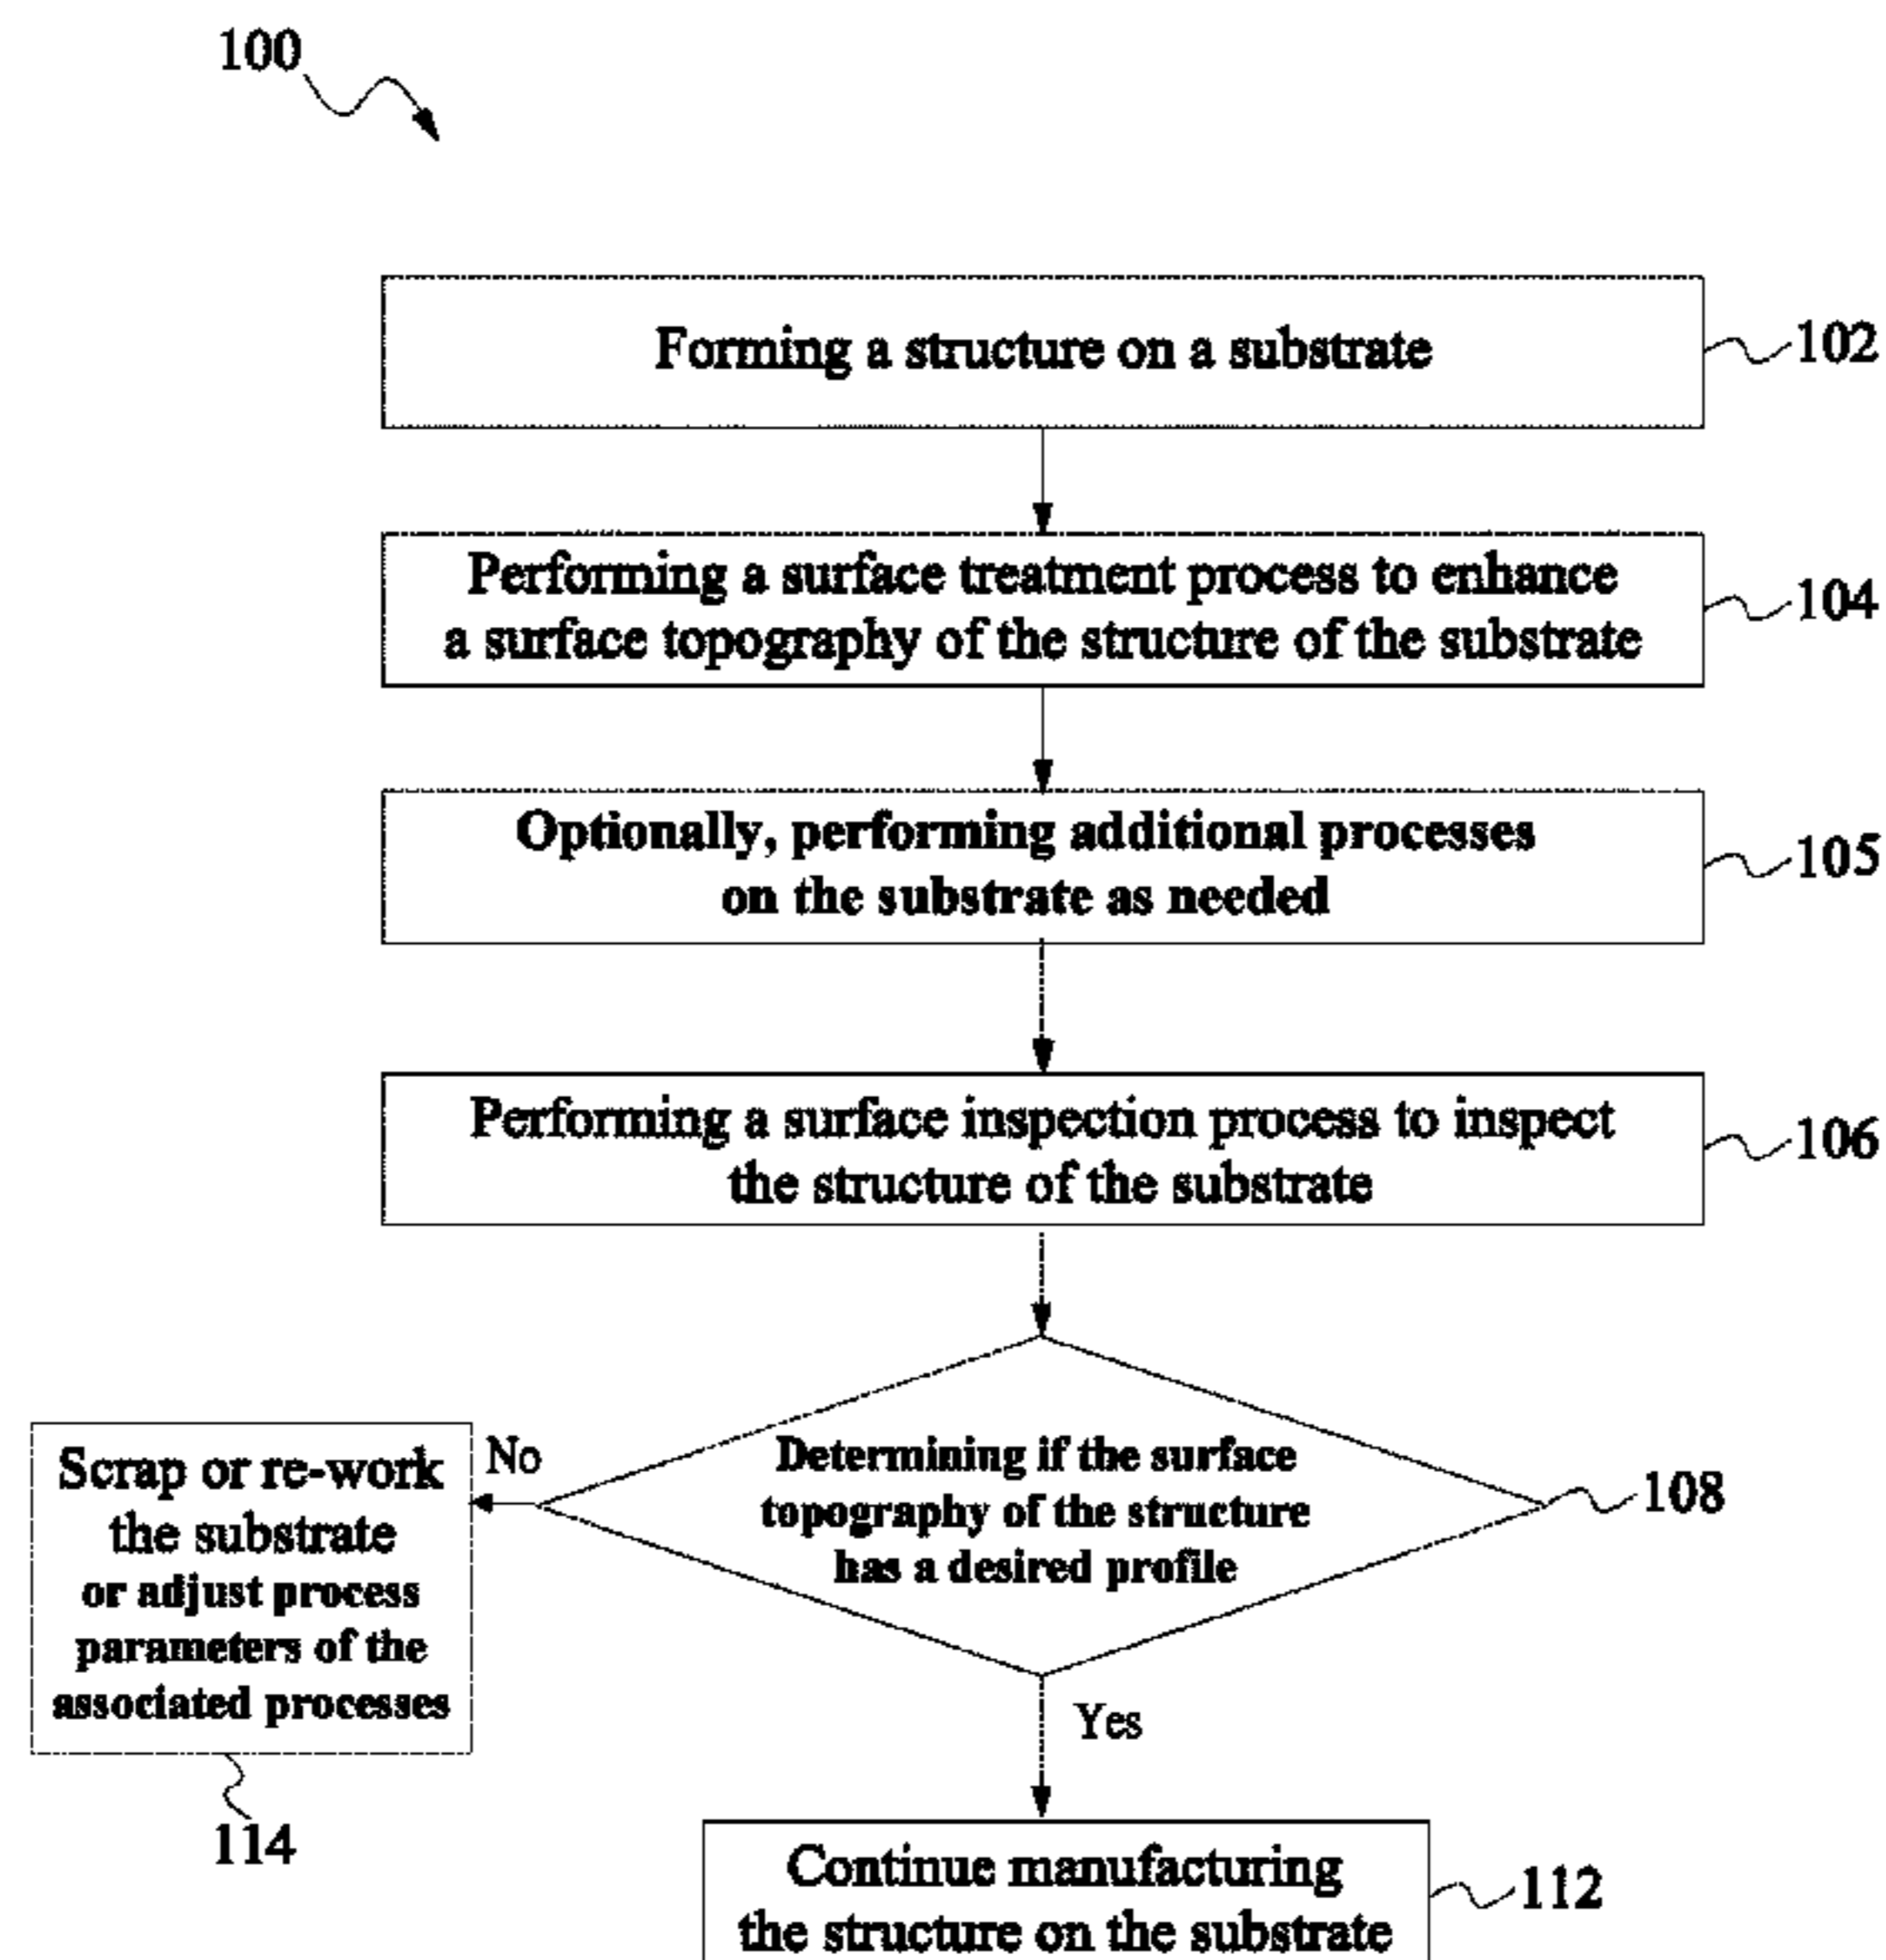 100
Forming a structure on a substrate
102
Performing a surface treatment process to enhance
a surface topography of the structure of the substrate
104
Optionally, performing additional processes
on the substrate as needed
105
Performing a surface inspection process to inspect
the structure of the substrate
106
Determining if the surface
topography of the structure
has a desired profile
108
No
Scrap or re-work
the substrate
or adjust process
parameters of the
associated processes
114
Yes
Continue manufacturing
the structure on the substrate
112